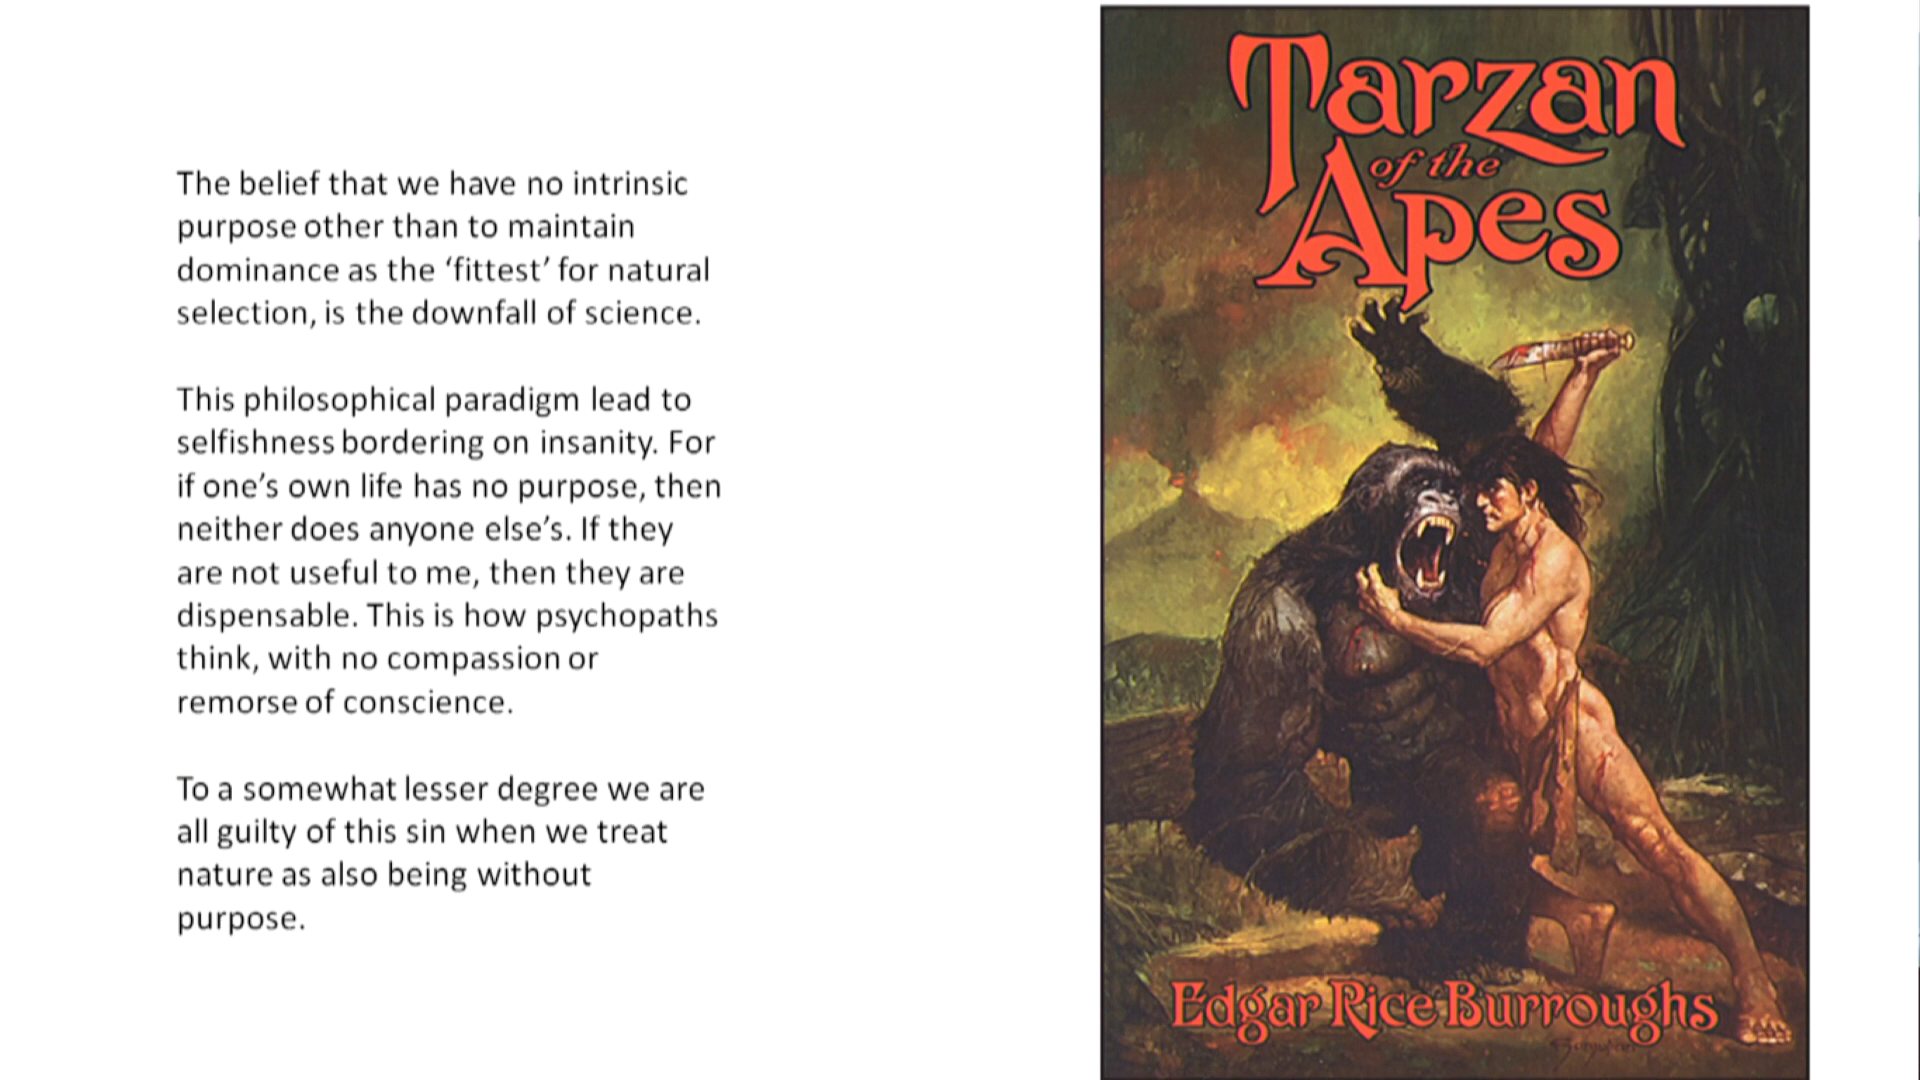 The belief that we have no intrinsic
purpose other than to maintain
dominance as the ‘fittest’ for natural
selection, is the downfall of science.
This philosophical paradigm lead to
selfishness bordering on insanity. For
if one’s own life has no purpose, then
neither does anyone else’s. If they
are not useful to me, then they are
dispensable. This is how psychopaths
think, with no compassion or
remorse of conscience.
To a somewhat lesser degree we are
all guilty of this sin when we treat
nature as also being without
purpose.
Tarzan
of the
Apes
Edgar Rice Burroughs